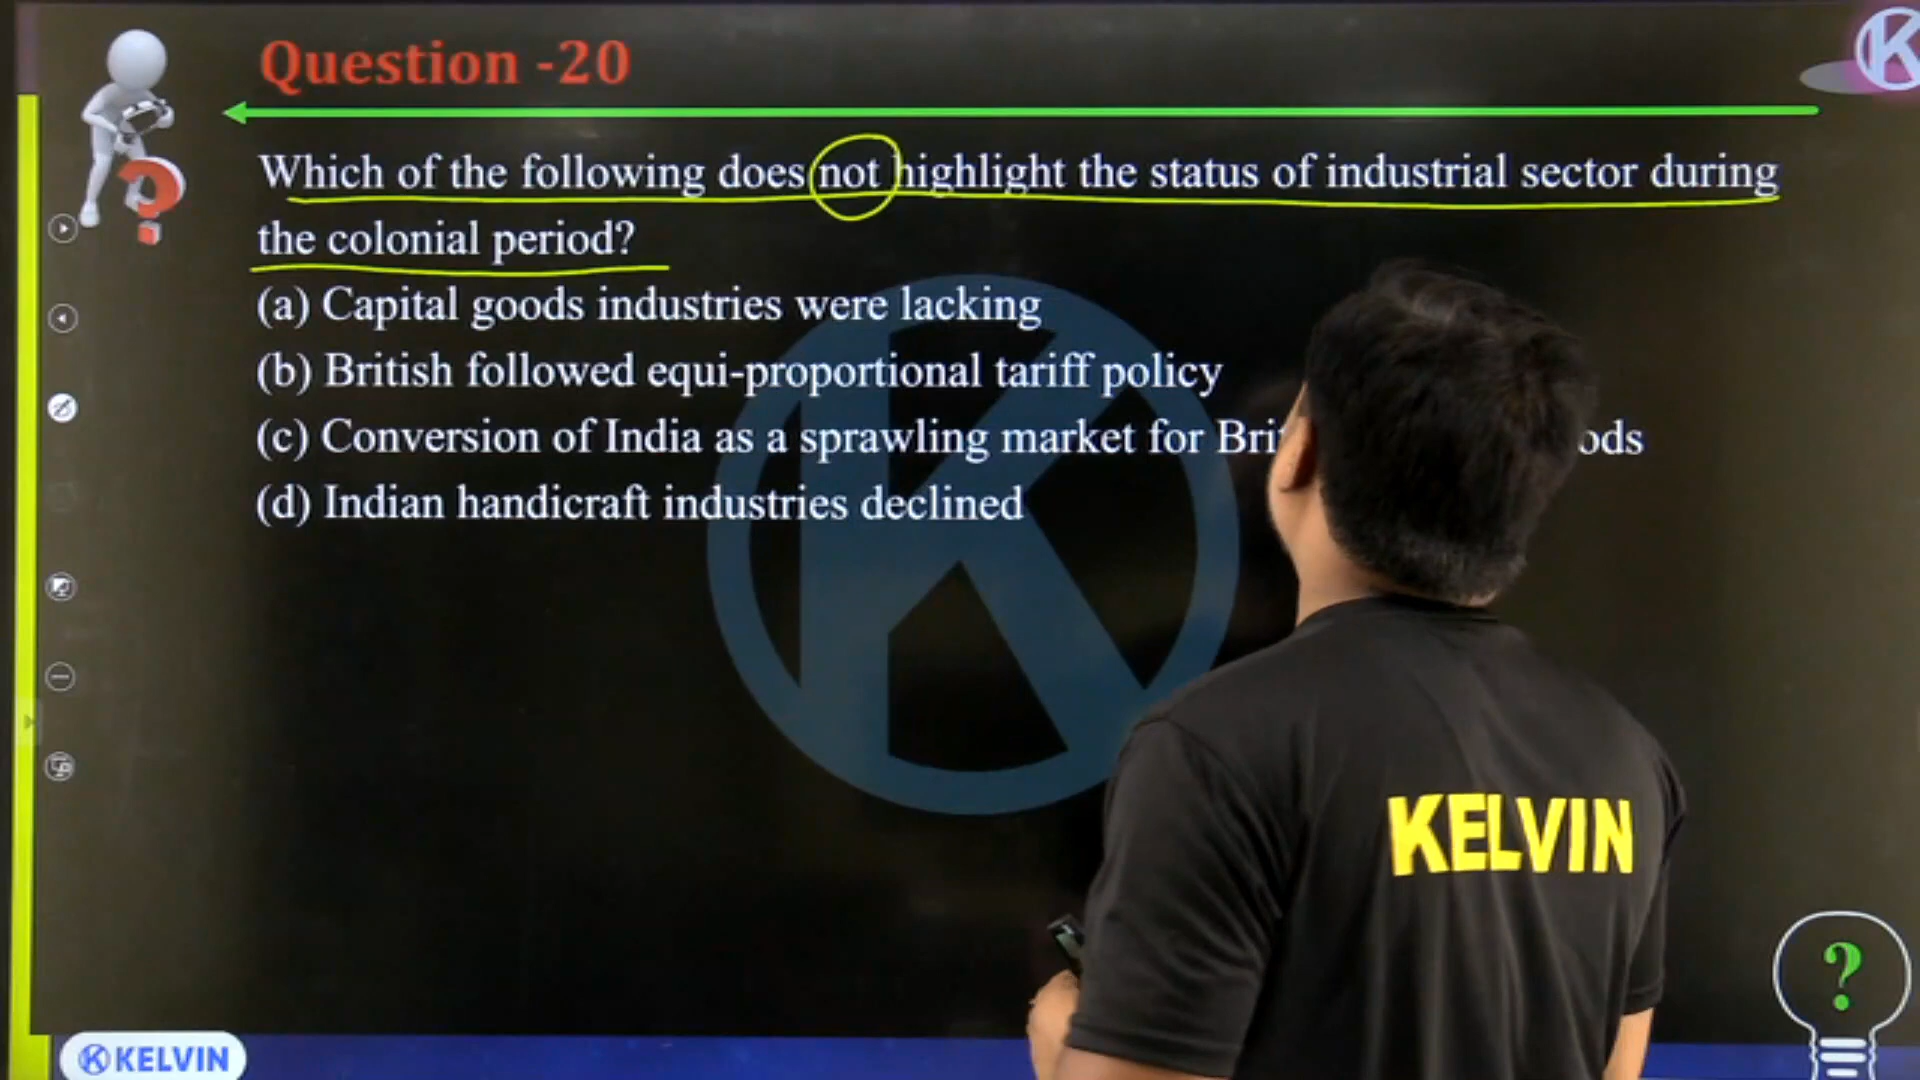 Question -20
Which of the following does not highlight the status of industrial sector during
the colonial period?
(a) Capital goods industries were lacking
(b) British followed equi-proportional tariff policy
(c) Conversion of India as a sprawling market for
(d) Indian handicraft industries declined
KELVIN
?
KELVIN